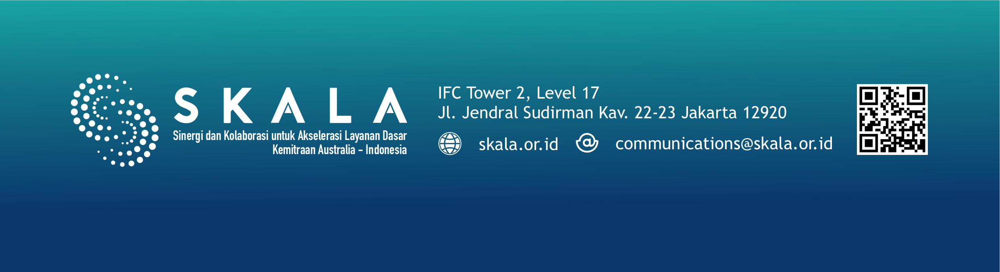 SKALA
Sinergi dan Kolaborasi untuk Akselerasi Layanan Dasar
Kemitraan Australia – Indonesia
IFC Tower 2, Level 17
Jl. Jendral Sudirman Kav. 22-23 Jakarta 12920
skala.or.id
communications@skala.or.id